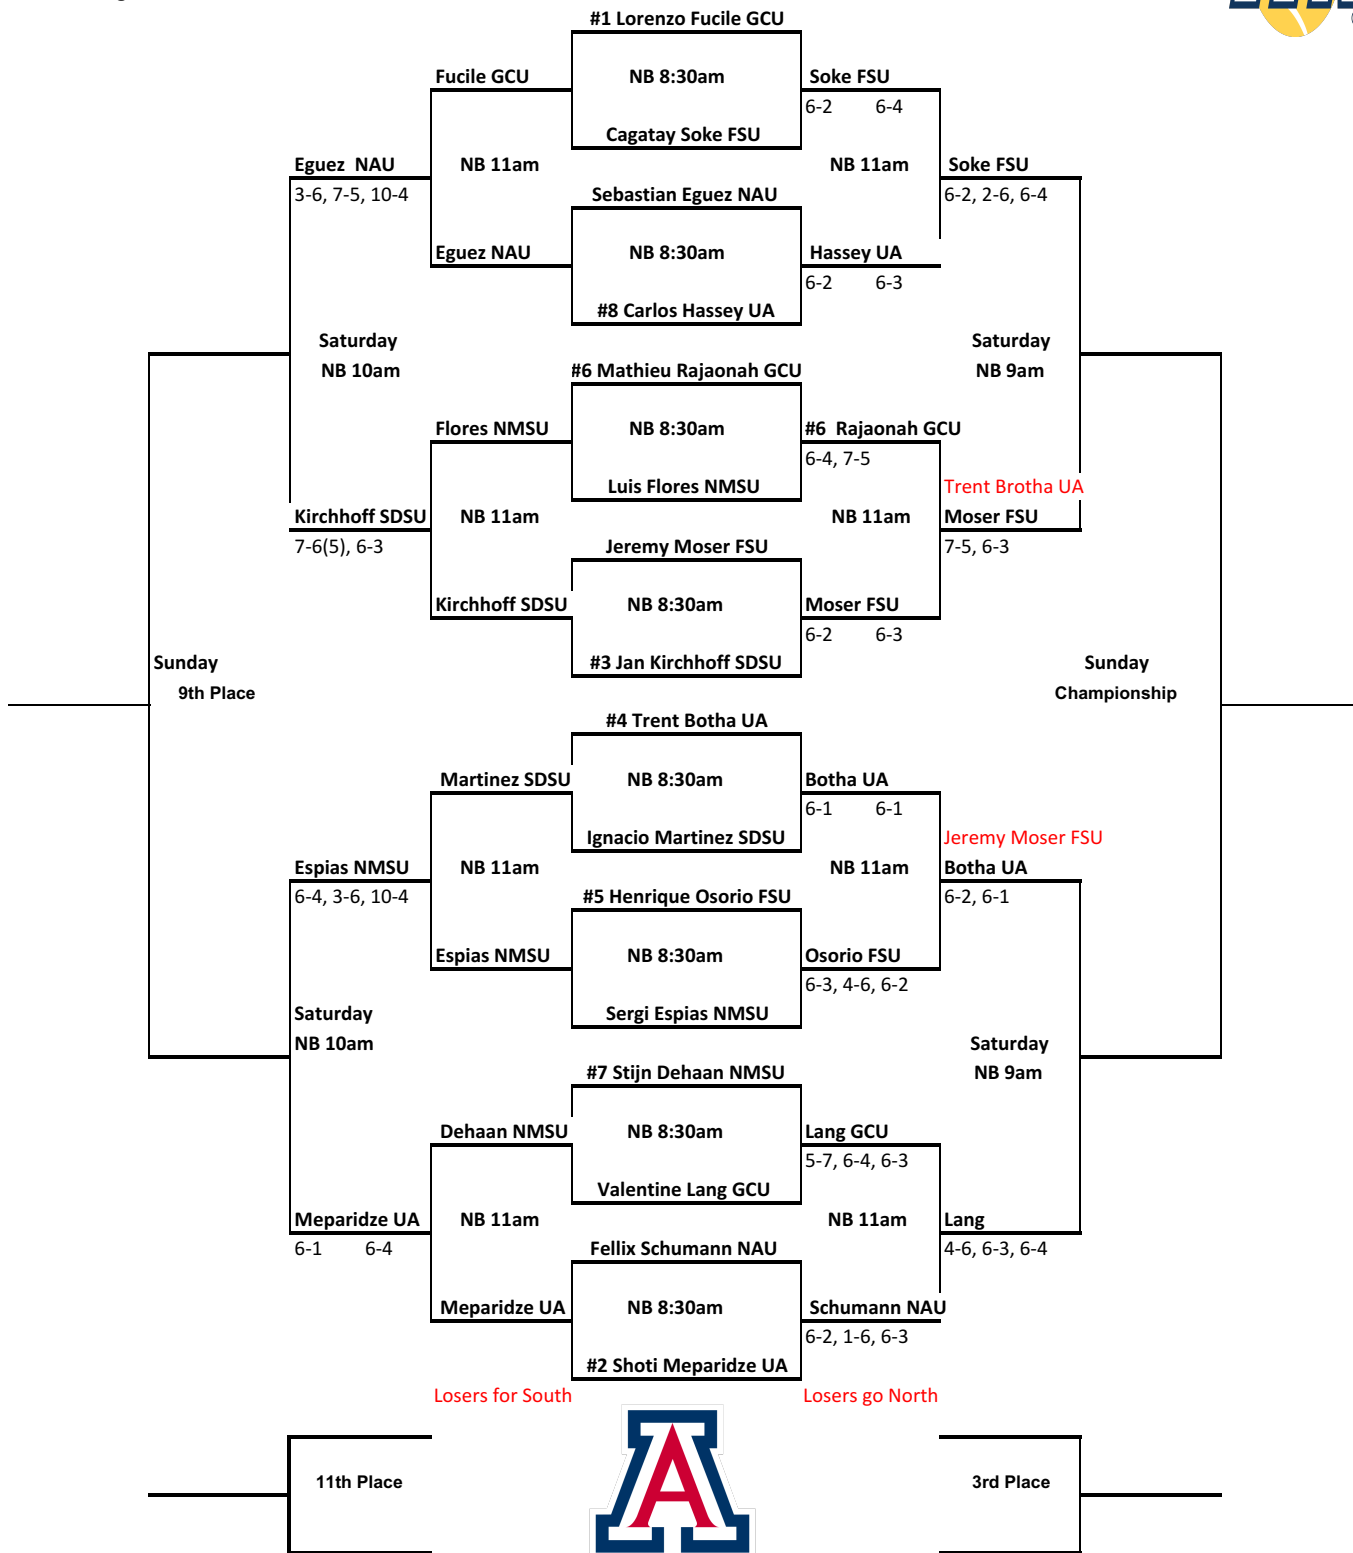 #1 Lorenzo Fucile GCU
Fucile GCU NB 8:30am Soke FSU
6-2 6-4
Cagatay Soke FSU
Eguez NAU NB 11am NB 11am Soke FSU
3-6, 7-5, 10-4 Sebastian Eguez NAU 6-2, 2-6, 6-4
Eguez NAU NB 8:30am Hassey UA
6-2 6-3
#8 Carlos Hassey UA
Saturday Saturday
NB 10am #6 Mathieu Rajaonah GCU NB 9am
Flores NMSU NB 8:30am #6 Rajaonah GCU
6-4, 7-5
Luis Flores NMSU Trent Brotha UA
Kirchhoff SDSU NB 11am NB 11am Moser FSU
7-6(5), 6-3 Jeremy Moser FSU 7-5, 6-3
Kirchhoff SDSU NB 8:30am Moser FSU
6-2 6-3
Sunday #3 Jan Kirchhoff SDSU Sunday
9th Place Championship
#4 Trent Botha UA
Martinez SDSU NB 8:30am Botha UA
6-1 6-1
Ignacio Martinez SDSU Jeremy Moser FSU
Espias NMSU NB 11am NB 11am Botha UA
6-4, 3-6, 10-4 #5 Henrique Osorio FSU 6-2, 6-1
Espias NMSU NB 8:30am Osorio FSU
6-3, 4-6, 6-2
Saturday Sergi Espias NMSU
NB 10am Saturday
#7 Stijn Dehaan NMSU NB 9am
Dehaan NMSU NB 8:30am Lang GCU
5-7, 6-4, 6-3
Valentine Lang GCU
Meparidze UA NB 11am NB 11am Lang
6-1 6-4 Fellix Schumann NAU 4-6, 6-3, 6-4
Meparidze UA NB 8:30am Schumann NAU
6-2, 1-6, 6-3
#2 Shoti Meparidze UA
Losers for South Losers go North
A
11th Place 3rd Place